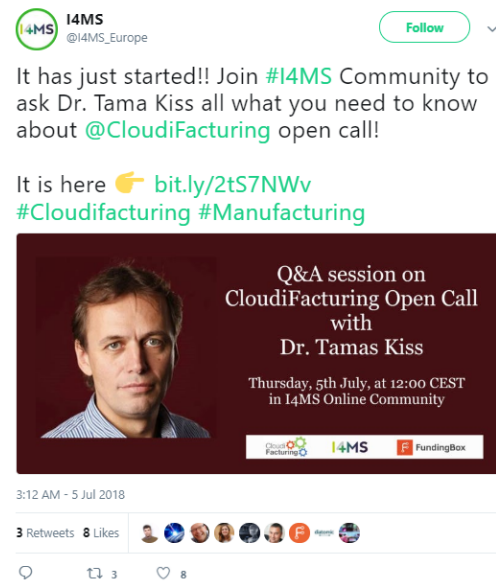 I4MS
@I4MS_Europe
Follow
It has just started!! Join #I4MS Community to
ask Dr. Tama Kiss all what you need to know
about @CloudiFacturing open call!
It is here 👉 bit.ly/2tS7NWv
#Cloudifacturing #Manufacturing
Q&A session on
CloudiFacturing Open Call
with
Dr. Tamas Kiss
Thursday, 5th July, at 12:00 CEST
in I4MS Online Community
Cloudi Facturing I4MS FundingBox
3:12 AM - 5 Jul 2018
3 Retweets 8 Likes
3 8